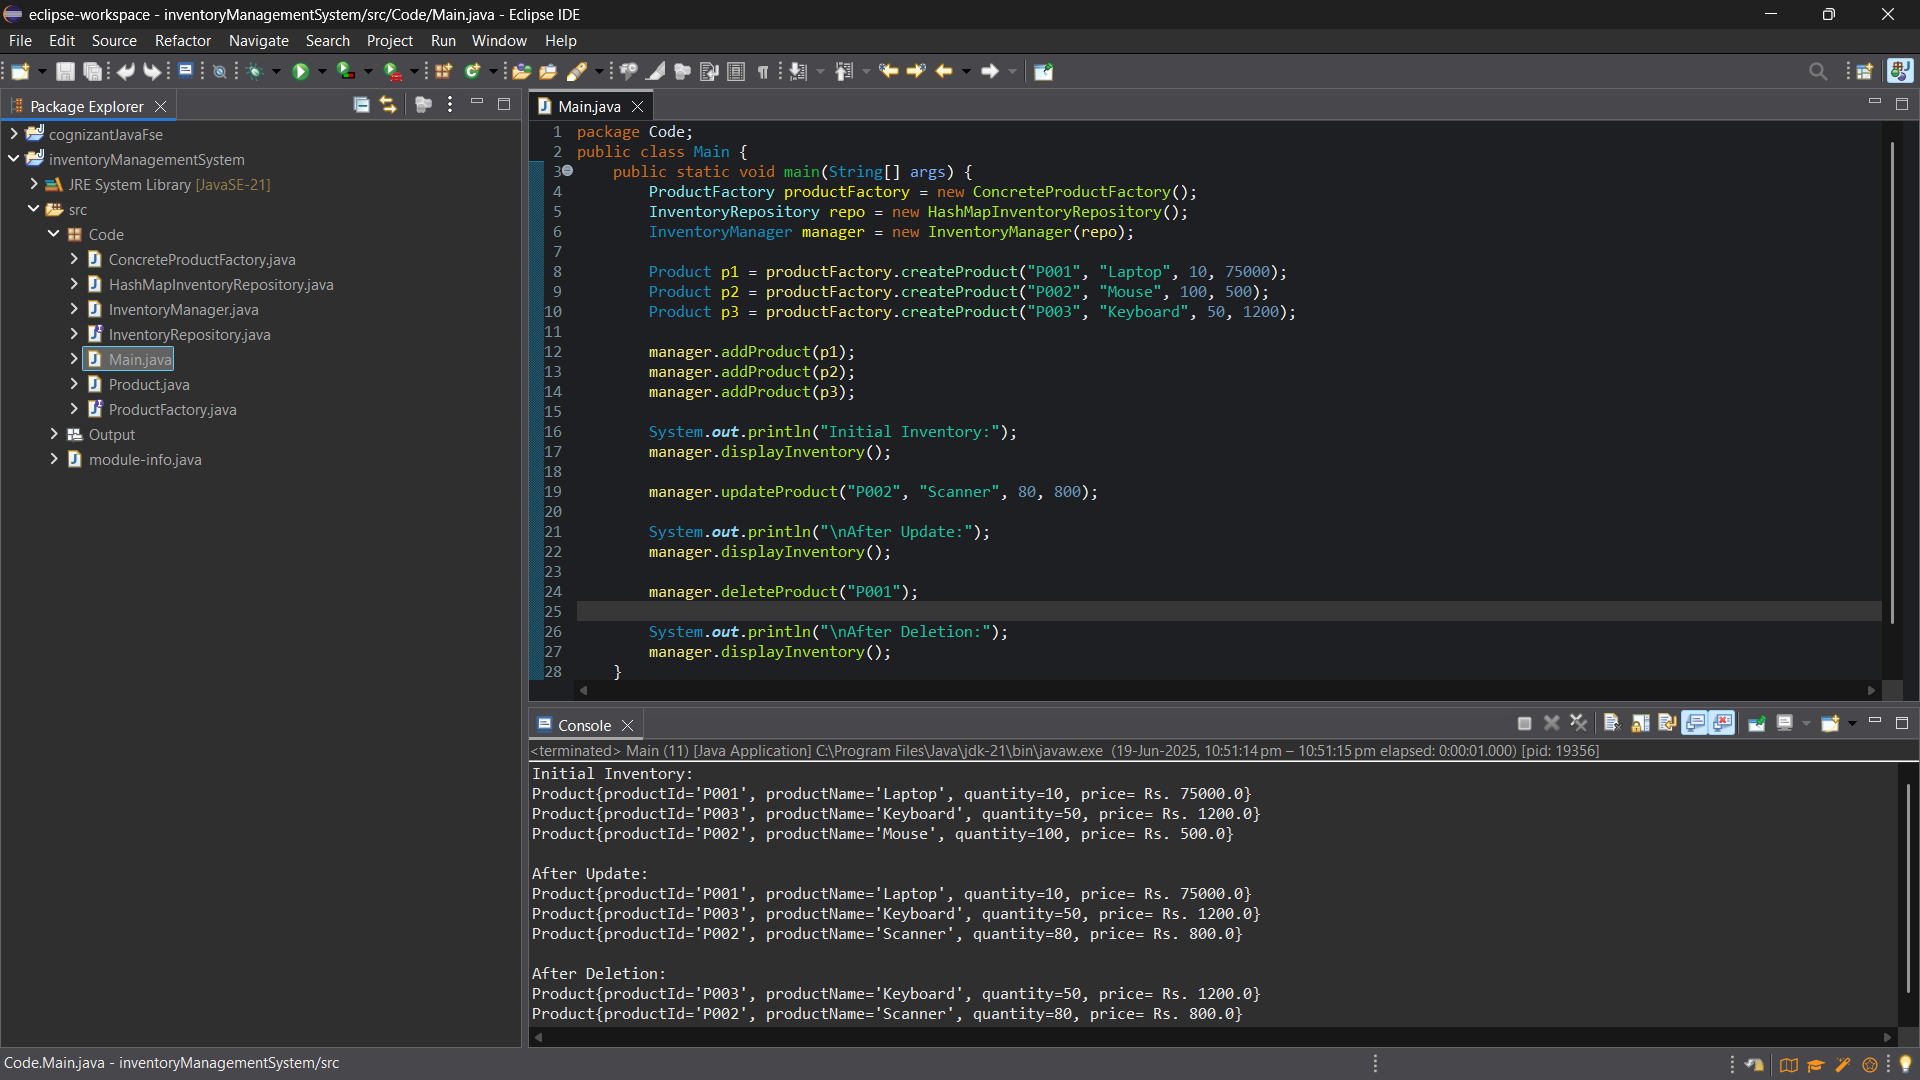 eclipse-workspace - inventoryManagementSystem/src/Code/Main.java - Eclipse IDE
File Edit Source Refactor Navigate Search Project Run Window Help
Package Explorer
cognizantJavaFse
inventoryManagementSystem
JRE System Library [JavaSE-21]
src
Code
ConcreteProductFactory.java
HashMapInventoryRepository.java
InventoryManager.java
InventoryRepository.java
Main.java
Product.java
ProductFactory.java
Output
module-info.java
Main.java
1 package Code;
2 public class Main {
3     public static void main(String[] args) {
4         ProductFactory productFactory = new ConcreteProductFactory();
5         InventoryRepository repo = new HashMapInventoryRepository();
6         InventoryManager manager = new InventoryManager(repo);
7
8         Product p1 = productFactory.createProduct("P001", "Laptop", 10, 75000);
9         Product p2 = productFactory.createProduct("P002", "Mouse", 100, 500);
10         Product p3 = productFactory.createProduct("P003", "Keyboard", 50, 1200);
11
12         manager.addProduct(p1);
13         manager.addProduct(p2);
14         manager.addProduct(p3);
15
16         System.out.println("Initial Inventory:");
17         manager.displayInventory();
18
19         manager.updateProduct("P002", "Scanner", 80, 800);
20
21         System.out.println("\nAfter Update:");
22         manager.displayInventory();
23
24         manager.deleteProduct("P001");
25
26         System.out.println("\nAfter Deletion:");
27         manager.displayInventory();
28     }
Console
<terminated> Main (11) [Java Application] C:\Program Files\Java\jdk-21\bin\javaw.exe (19-Jun-2025, 10:51:14 pm – 10:51:15 pm elapsed: 0:00:01.000) [pid: 19356]
Initial Inventory:
Product{productId='P001', productName='Laptop', quantity=10, price= Rs. 75000.0}
Product{productId='P003', productName='Keyboard', quantity=50, price= Rs. 1200.0}
Product{productId='P002', productName='Mouse', quantity=100, price= Rs. 500.0}
After Update:
Product{productId='P001', productName='Laptop', quantity=10, price= Rs. 75000.0}
Product{productId='P003', productName='Keyboard', quantity=50, price= Rs. 1200.0}
Product{productId='P002', productName='Scanner', quantity=80, price= Rs. 800.0}
After Deletion:
Product{productId='P003', productName='Keyboard', quantity=50, price= Rs. 1200.0}
Product{productId='P002', productName='Scanner', quantity=80, price= Rs. 800.0}
Code.Main.java - inventoryManagementSystem/src